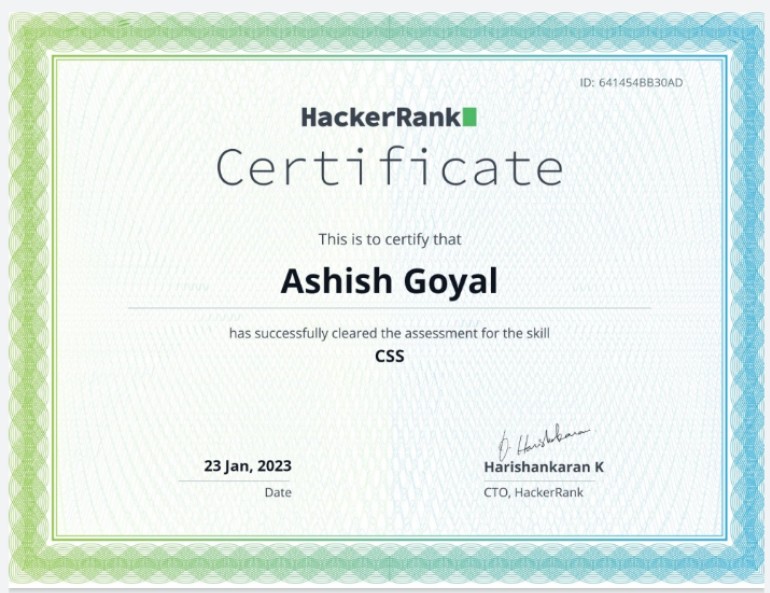 ID: 641454BB30AD
HackerRank
Certificate
This is to certify that
Ashish Goyal
has successfully cleared the assessment for the skill
CSS
23 Jan, 2023
Date
Harishankaran K
CTO, HackerRank